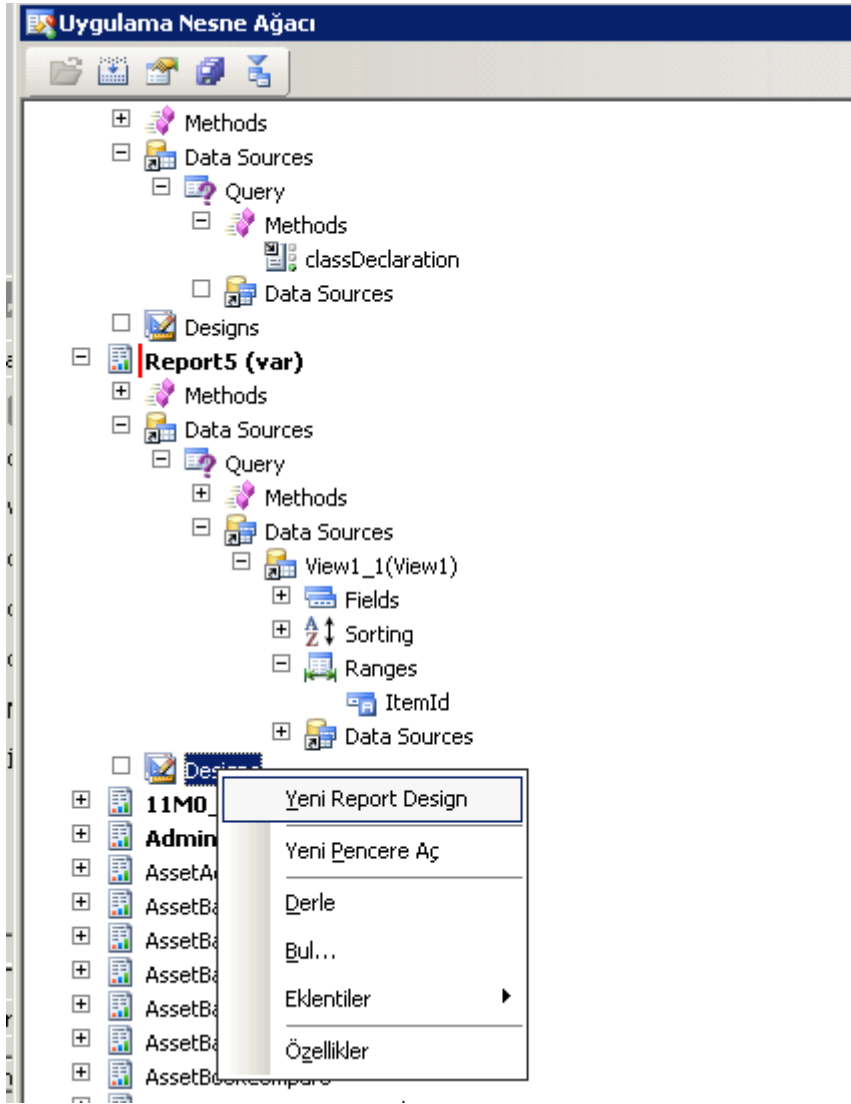 Uygulama Nesne Ağacı
Methods
Data Sources
Query
Methods
classDeclaration
Data Sources
Designs
Report5 (var)
Methods
Data Sources
Query
Methods
Data Sources
View1_1(View1)
Fields
Sorting
Ranges
ItemId
Data Sources
Yeni Report Design
11M0_
Admin
Yeni Pencere Aç
Derle
Bul...
Eklentiler
Özellikler